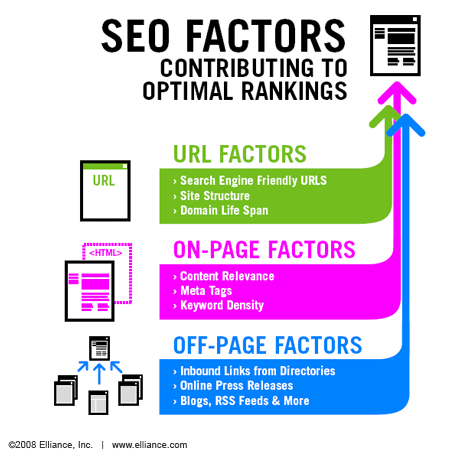 SEO FACTORS
CONTRIBUTING TO
OPTIMAL RANKINGS
URL FACTORS
URL
› Search Engine Friendly URLS
› Site Structure
› Domain Life Span
ON-PAGE FACTORS
<HTML>
› Content Relevance
› Meta Tags
› Keyword Density
OFF-PAGE FACTORS
› Inbound Links from Directories
› Online Press Releases
› Blogs, RSS Feeds & More
©2008 Elliance, Inc. | www.elliance.com